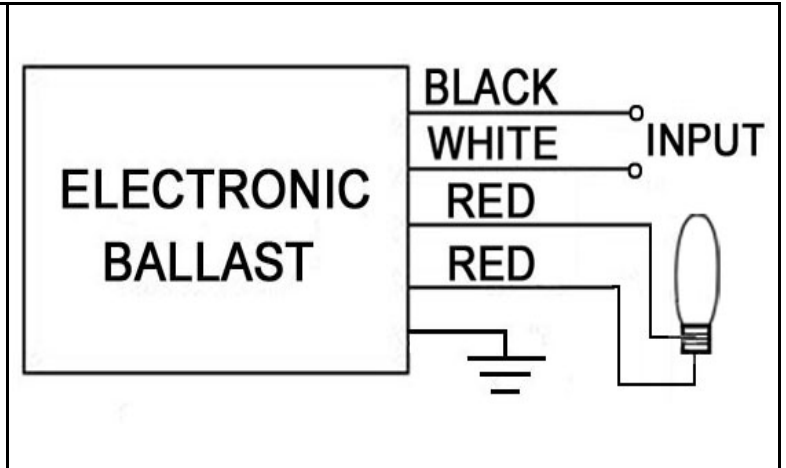 ELECTRONIC
BALLAST
BLACK
WHITE
INPUT
RED
RED